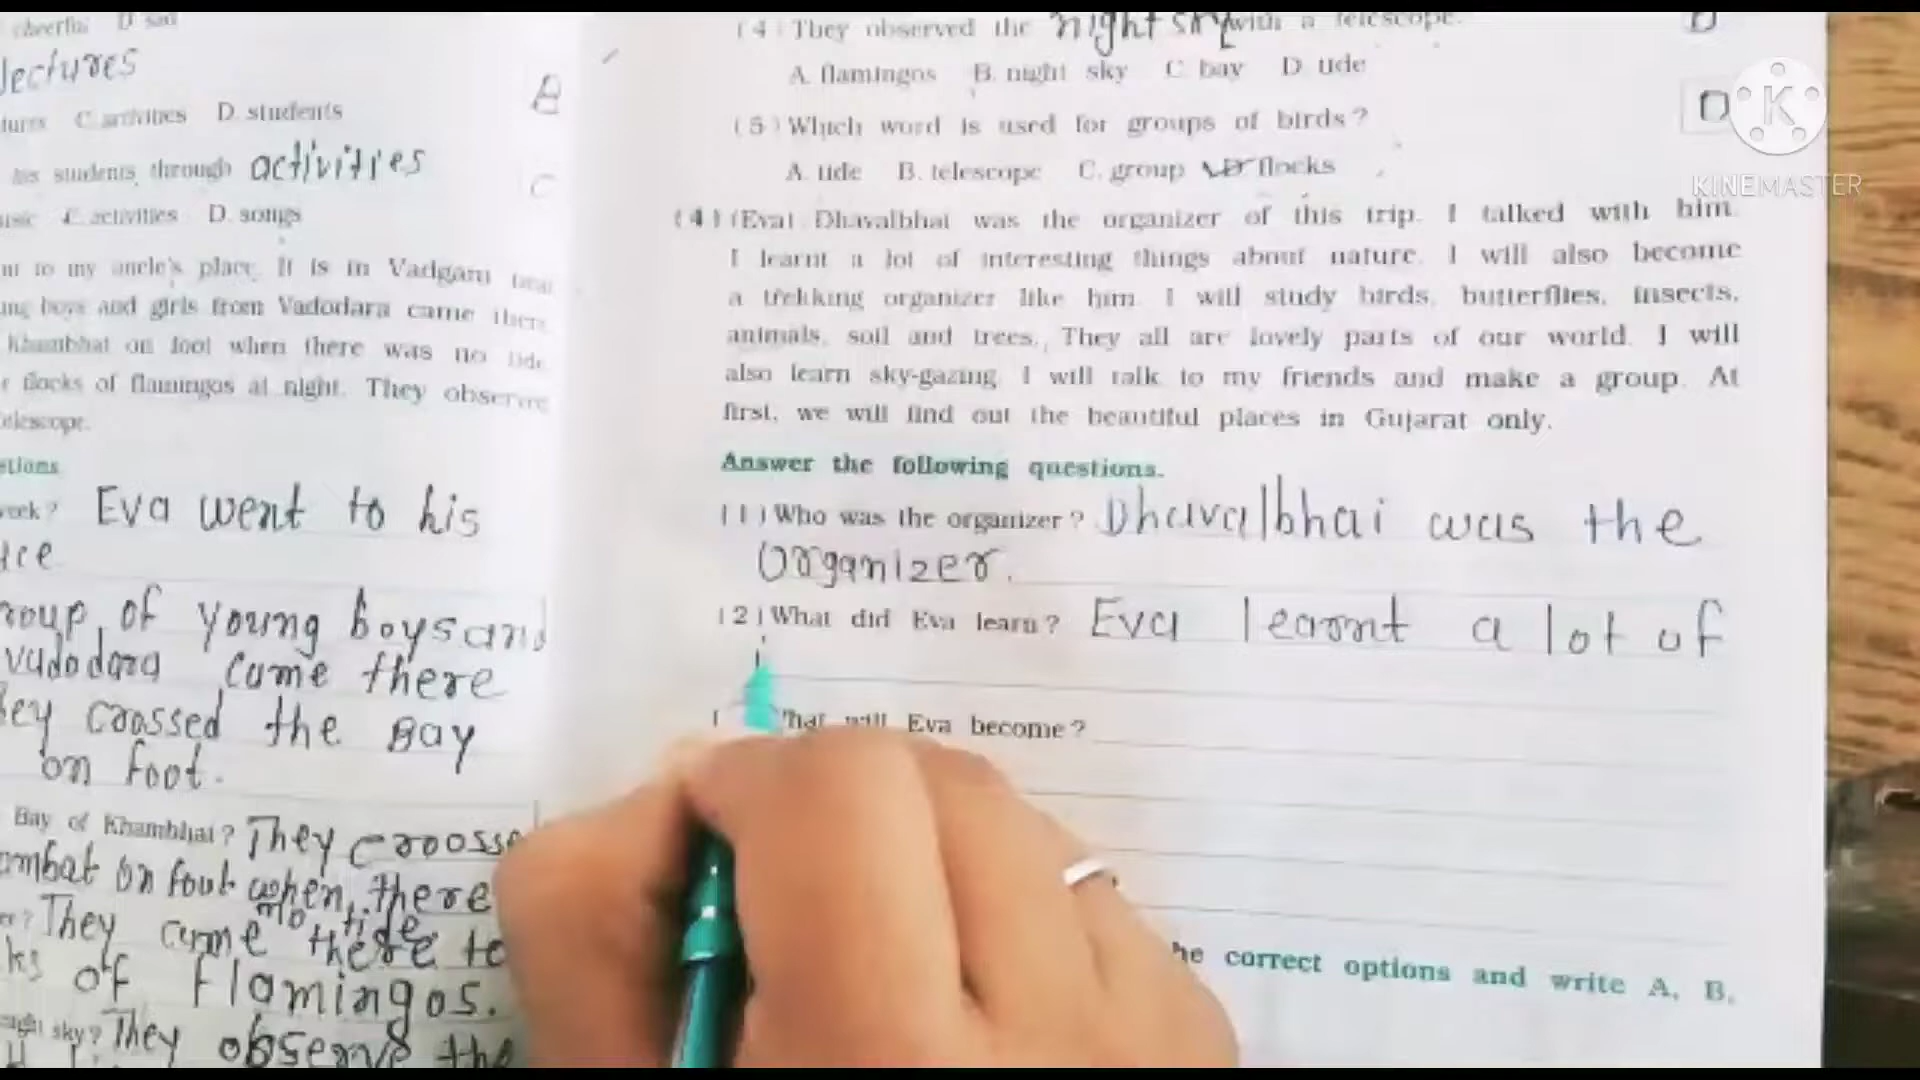 cheerful D. sad
lectures
C. activities D. students
B
his students through activities
C
C. activities D. songs
to my uncle's place. It is in Vadgam near
boys and girls from Vadodara came there
Khambhat on foot when there was no tide
flocks of flamingos at night. They observe
telescope.
Eva went to his
group of young boys and
vadodara came there
they crossed the Bay
on foot.
Bay of Khambhat? They croosse
on foot when there
no tide
They came there to
of Flamingos.
sky? They observe the
(4) They observed the night sky with a telescope.
A. flamingos B. night sky C. bay D. tide
(5) Which word is used for groups of birds?
D
A. tide B. telescope C. group D. flocks
KINEMASTER
(4) (Eva) Dhavalbhai was the organizer of this trip. I talked with him.
I learnt a lot of interesting things about nature. I will also become
a trekking organizer like him. I will study birds, butterflies, insects,
animals, soil and trees. They all are lovely parts of our world. I will
also learn sky-gazing. I will talk to my friends and make a group. At
first, we will find out the beautiful places in Gujarat only.
Answer the following questions.
(1) Who was the organizer? Dhavalbhai was the
organizer.
(2) What did Eva learn? Eva learnt a lot of
will Eva become?
correct options and write A, B,